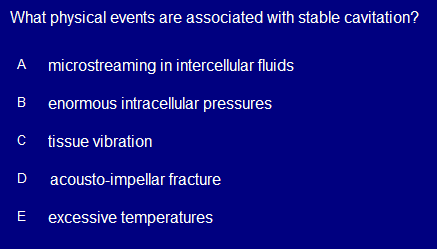 What physical events are associated with stable cavitation?
A microstreaming in intercellular fluids
B enormous intracellular pressures
C tissue vibration
D acousto-impellar fracture
E excessive temperatures